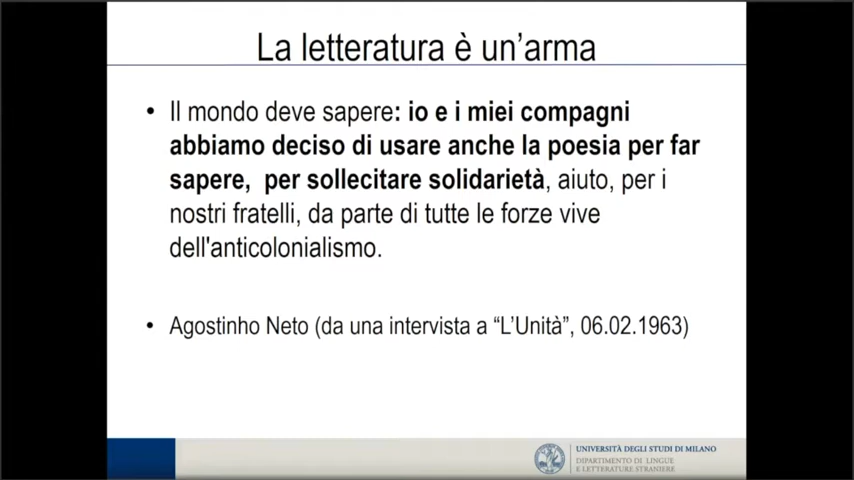 La letteratura è un’arma
• Il mondo deve sapere: io e i miei compagni
abbiamo deciso di usare anche la poesia per far
sapere, per sollecitare solidarietà, aiuto, per i
nostri fratelli, da parte di tutte le forze vive
dell'anticolonialismo.
• Agostinho Neto (da una intervista a “L’Unità”, 06.02.1963)
UNIVERSITÀ DEGLI STUDI DI MILANO
DIPARTIMENTO DI LINGUE
E LETTERATURE STRANIERE